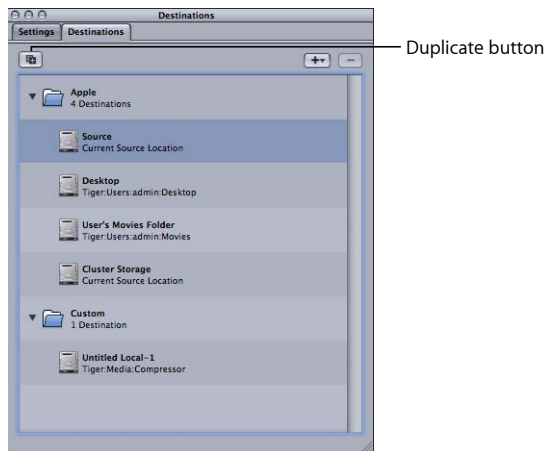 Destinations
Settings Destinations
Duplicate button
Apple
4 Destinations
Source
Current Source Location
Desktop
Tiger:Users:admin:Desktop
User's Movies Folder
Tiger:Users:admin:Movies
Cluster Storage
Current Source Location
Custom
1 Destination
Untitled Local-1
Tiger:Media:Compressor